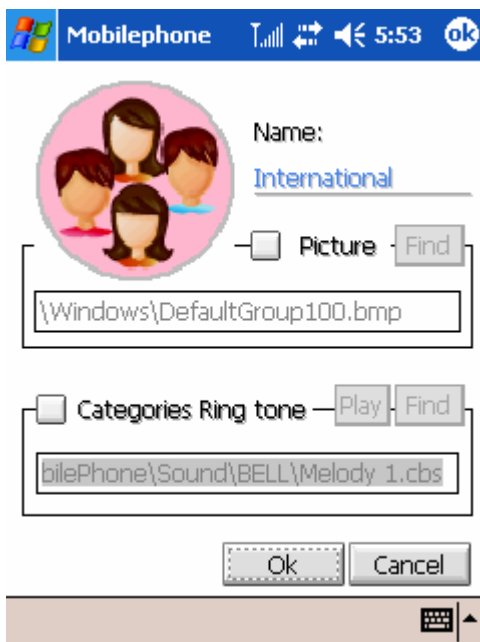 Mobilephone 5:53 ok
Name:
International
Picture Find
\Windows\DefaultGroup100.bmp
Categories Ring tone Play Find
bilePhone\Sound\BELL\Melody 1.cbs
Ok Cancel